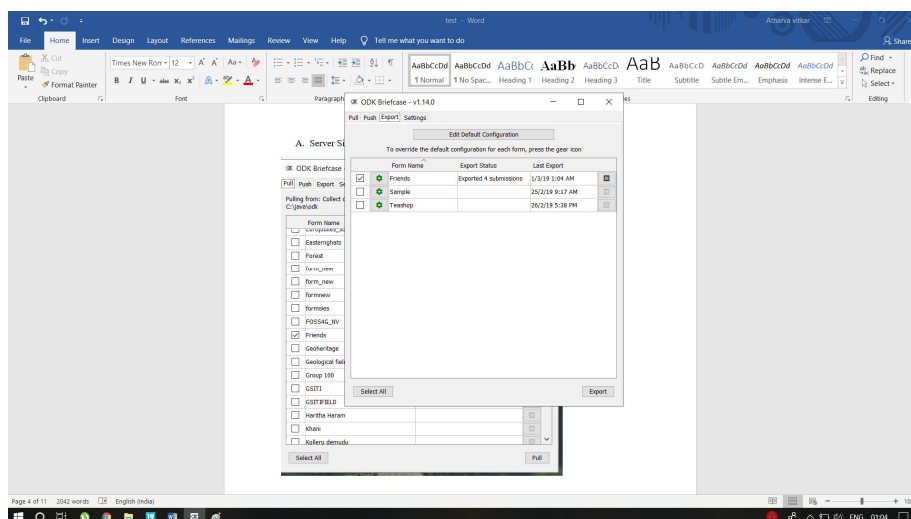 test - Word
Atharva vitkar
File Home Insert Design Layout References Mailings Review View Help Tell me what you want to do
Share
Cut
Copy
Format Painter
Paste
Clipboard
Times New Ron 12
Font
Paragraph
AaBbCcDd AaBbCcDd AaBbCc AaBbb AaBbCcD AaB AaBbCcD AaBbCcDd AaBbCcDd AaBbCcDd
¶ Normal ¶ No Spac... Heading 1 Heading 2 Heading 3 Title Subtitle Subtle Em... Emphasis Intense E...
Find
Replace
Select
Editing
ODK Briefcase - v1.14.0
Pull Push Export Settings
Edit Default Configuration
To override the default configuration for each form, press the gear icon
Form Name Export Status Last Export
Friends Exported 4 submissions 1/3/19 1:04 AM
Sample 25/2/19 9:17 AM
Teashop 26/2/19 5:38 PM
Select All Export
A. Server Si
ODK Briefcase
Pull Push Export Se
Pulling from: Collect
C:\java\odk
Form Name
Easternghats
Forest
form_new
form_new
formnew
formsies
FOSS4G_NV
Friends
Geoheritage
Geological fiel
Group 100
GSITI
GSITIFIELD
Haritha Haram
Khani
Kolleru demudu
Select All Pull
Page 4 of 11 2042 words English (India)
10
ENG 01:04